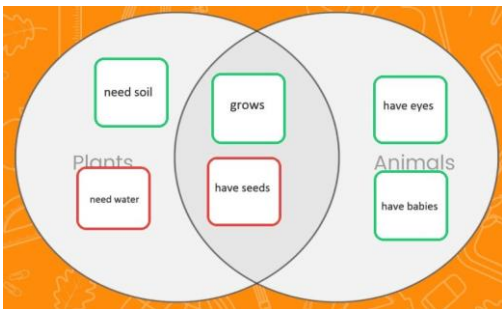 need soil
grows
have eyes
Plants
Animals
need water
have seeds
have babies